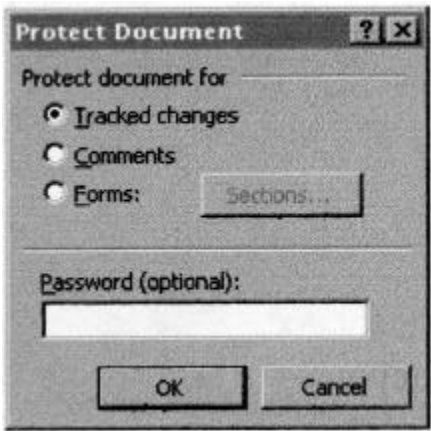 Protect Document ? X
Protect document for
Tracked changes
Comments
Forms: Sections...
Password (optional):
OK Cancel